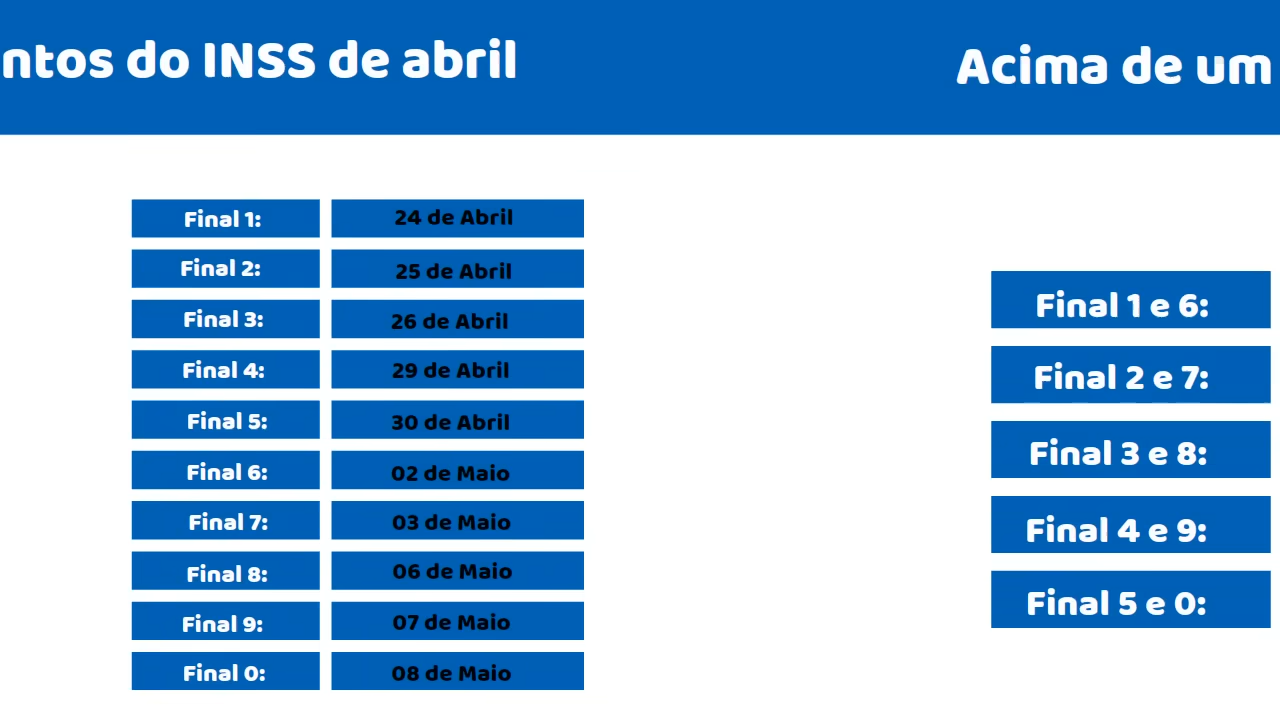 ntos do INSS de abril
Final 1: 24 de Abril
Final 2: 25 de Abril
Final 3: 26 de Abril
Final 4: 29 de Abril
Final 5: 30 de Abril
Final 6: 02 de Maio
Final 7: 03 de Maio
Final 8: 06 de Maio
Final 9: 07 de Maio
Final 0: 08 de Maio
Acima de um
Final 1 e 6:
Final 2 e 7:
Final 3 e 8:
Final 4 e 9:
Final 5 e 0: